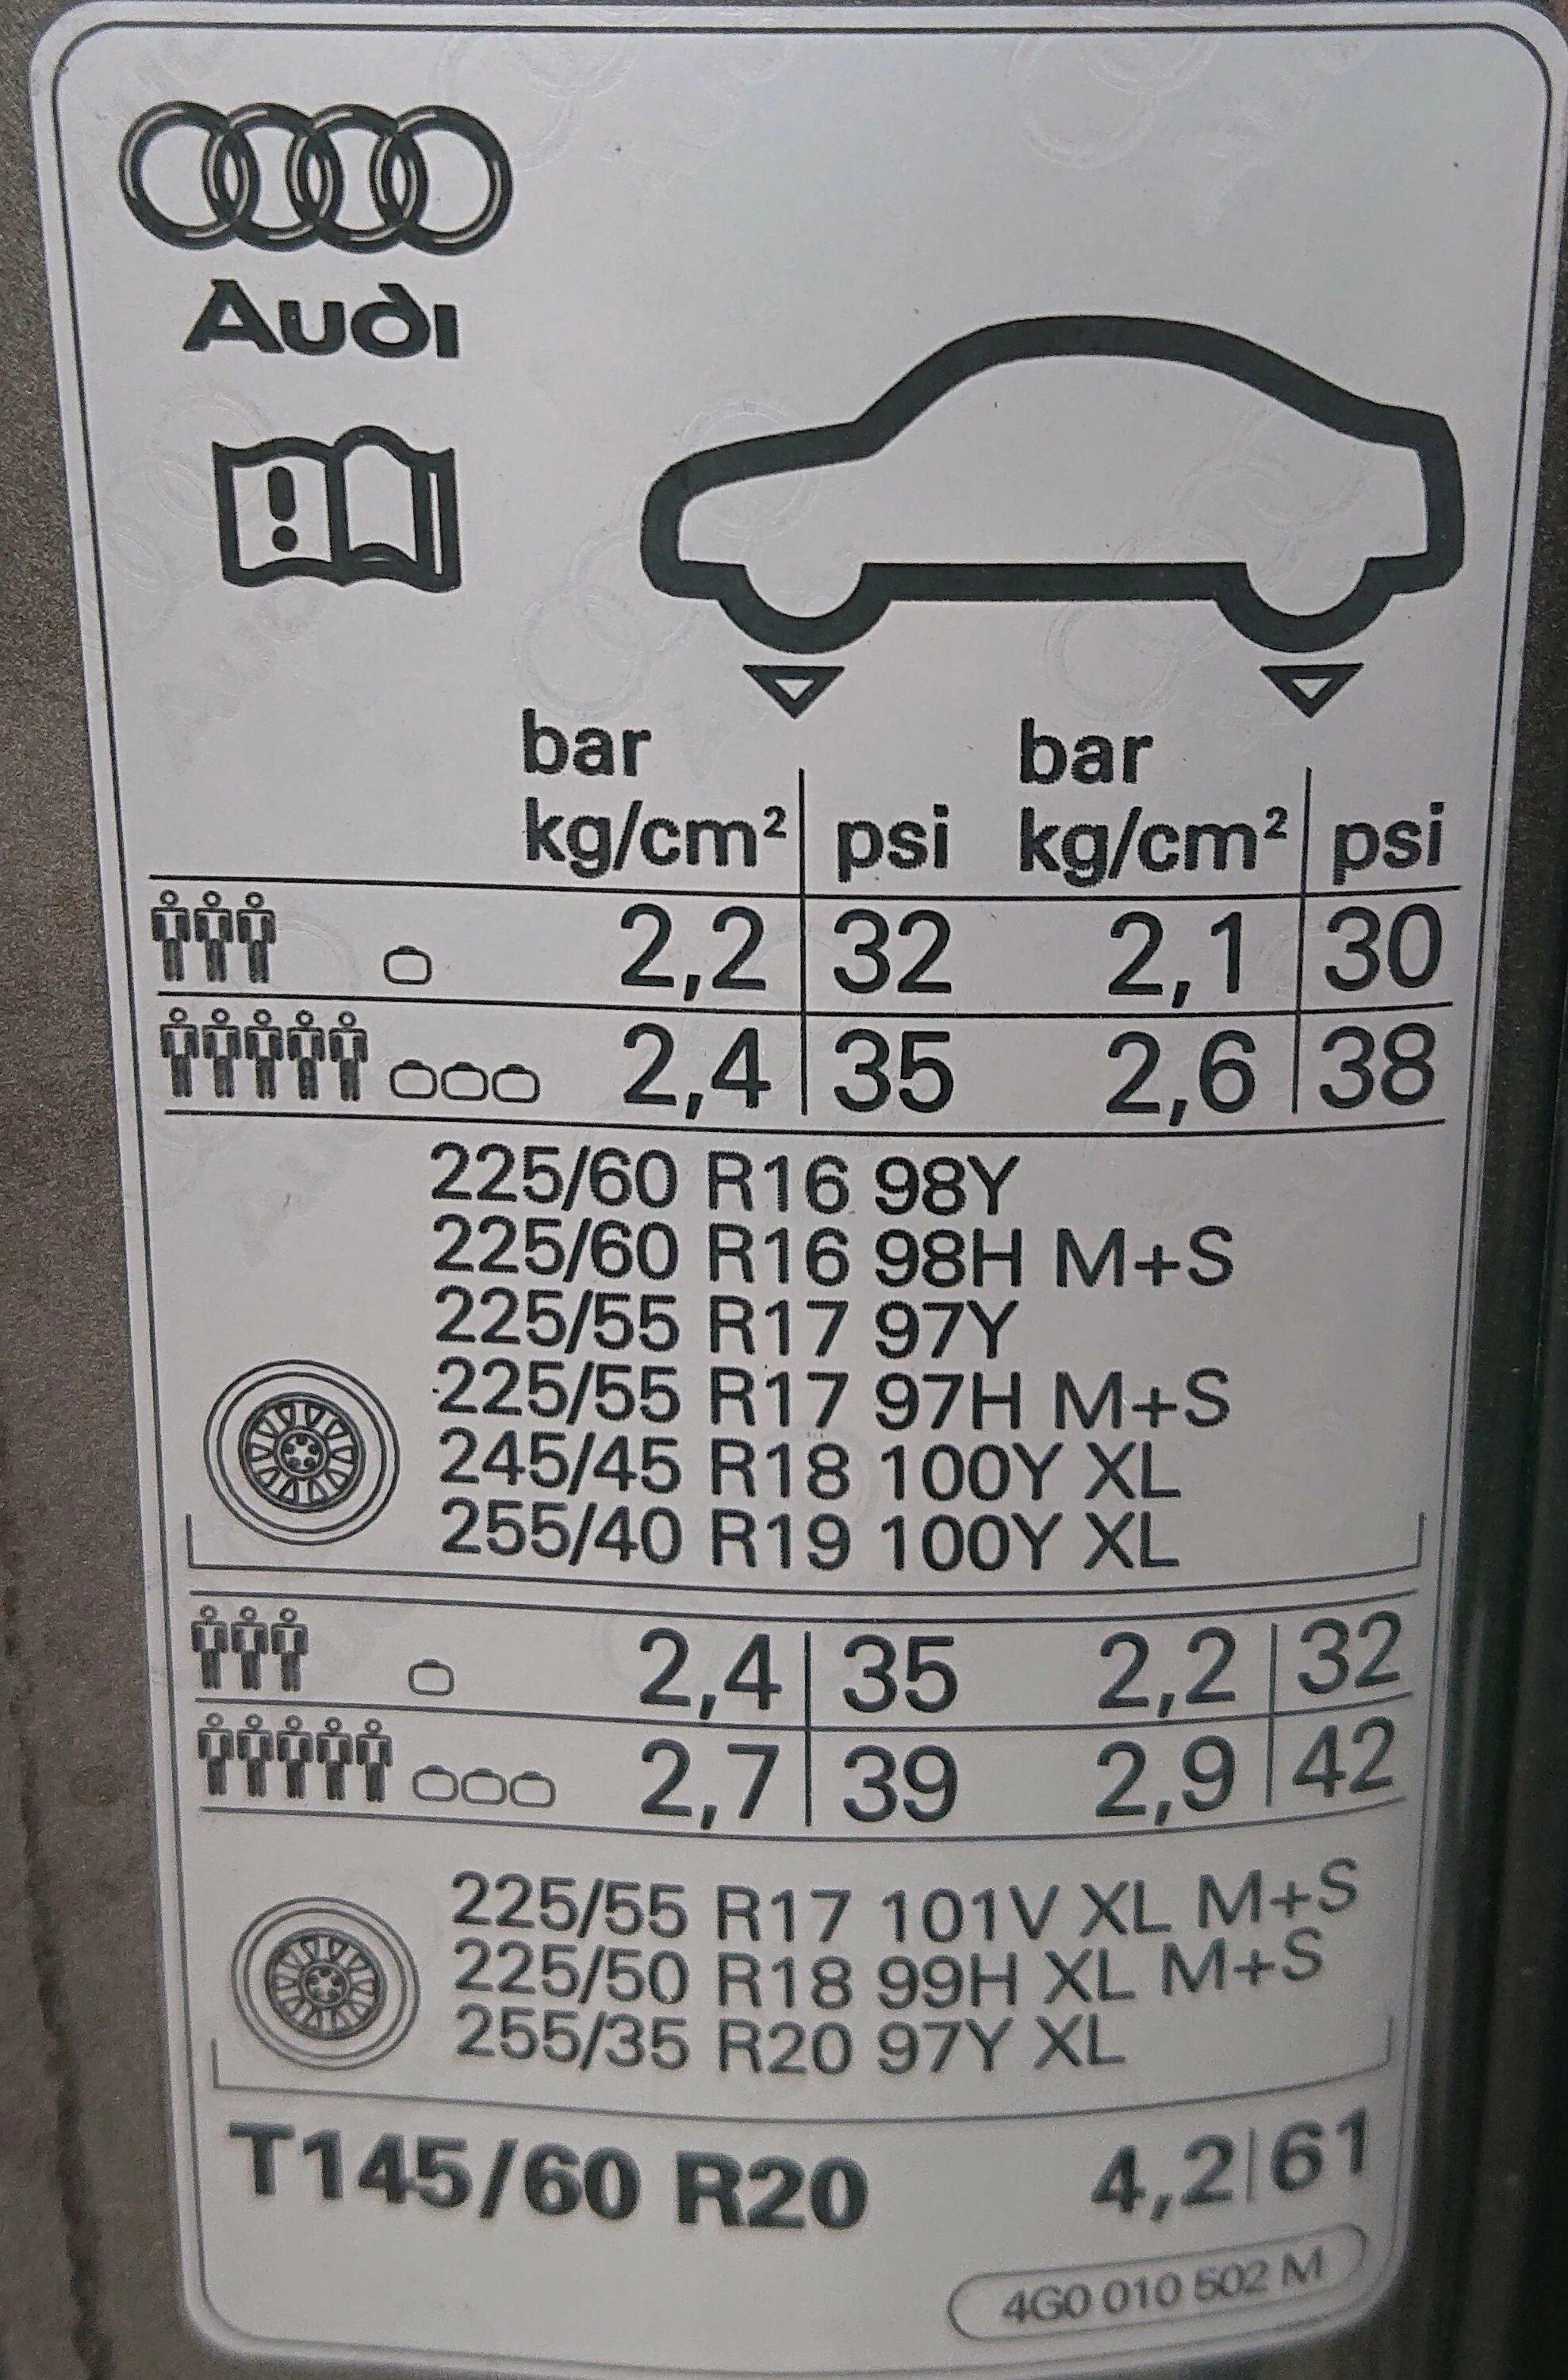 Audi
bar bar
kg/cm² psi kg/cm² psi
2,2 32 2,1 30
2,4 35 2,6 38
225/60 R16 98Y
225/60 R16 98H M+S
225/55 R17 97Y
225/55 R17 97H M+S
245/45 R18 100Y XL
255/40 R19 100Y XL
2,4 35 2,2 32
2,7 39 2,9 42
225/55 R17 101V XL M+S
225/50 R18 99H XL M+S
255/35 R20 97Y XL
T145/60 R20 4,2 61
4G0 010 502 M